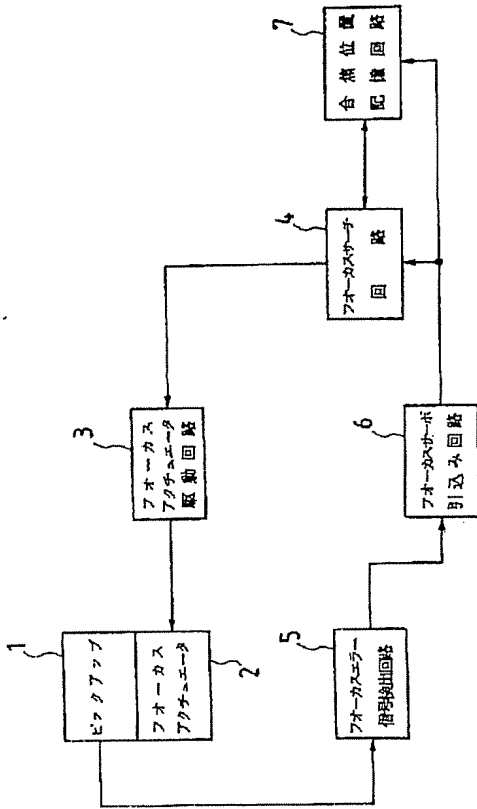 1
ピックアップ
フォーカス
アクチュエータ
2
3
フォーカス
アクチュエータ
駆動回路
4
フォーカスサーチ
回路
7
合焦位置
記憶回路
5
フォーカスエラー
信号検出回路
6
フォーカスサーボ
引込み回路